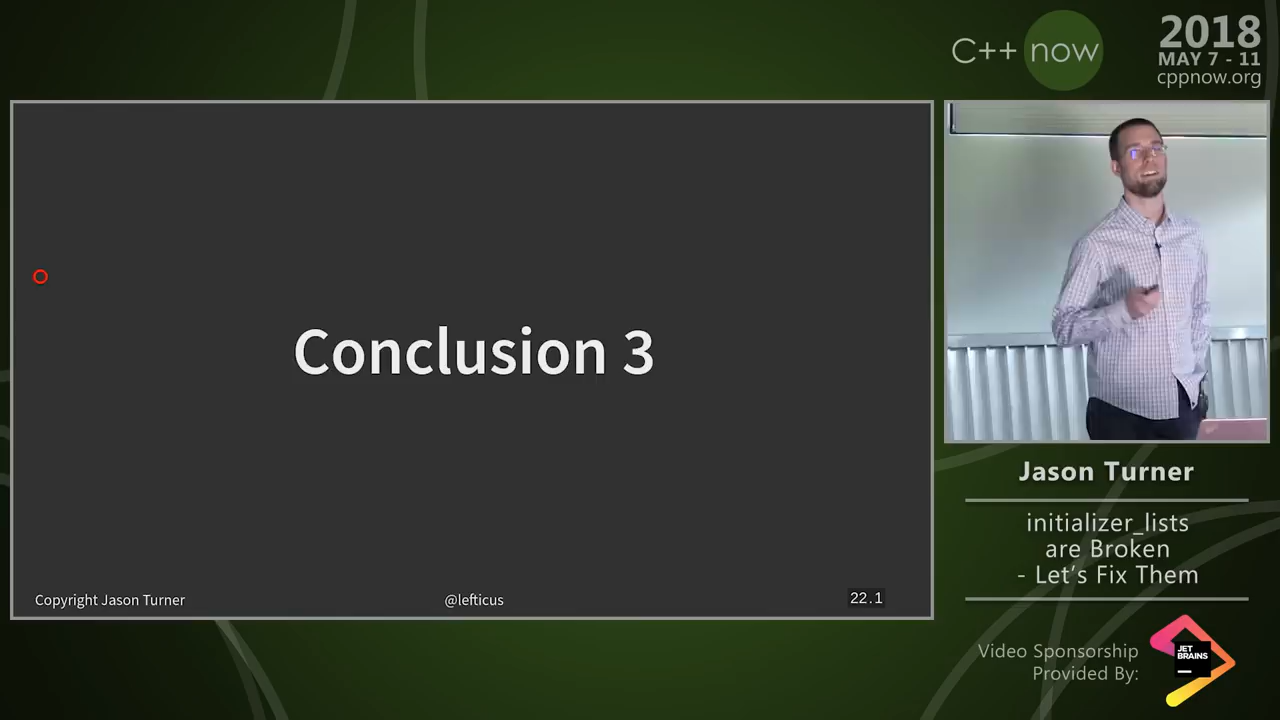 C++ now
2018
MAY 7 - 11
cppnow.org
Conclusion 3
Copyright Jason Turner
@lefticus
22.1
Jason Turner
initializer_lists
are Broken
- Let's Fix Them
Video Sponsorship
Provided By:
JET
BRAINS